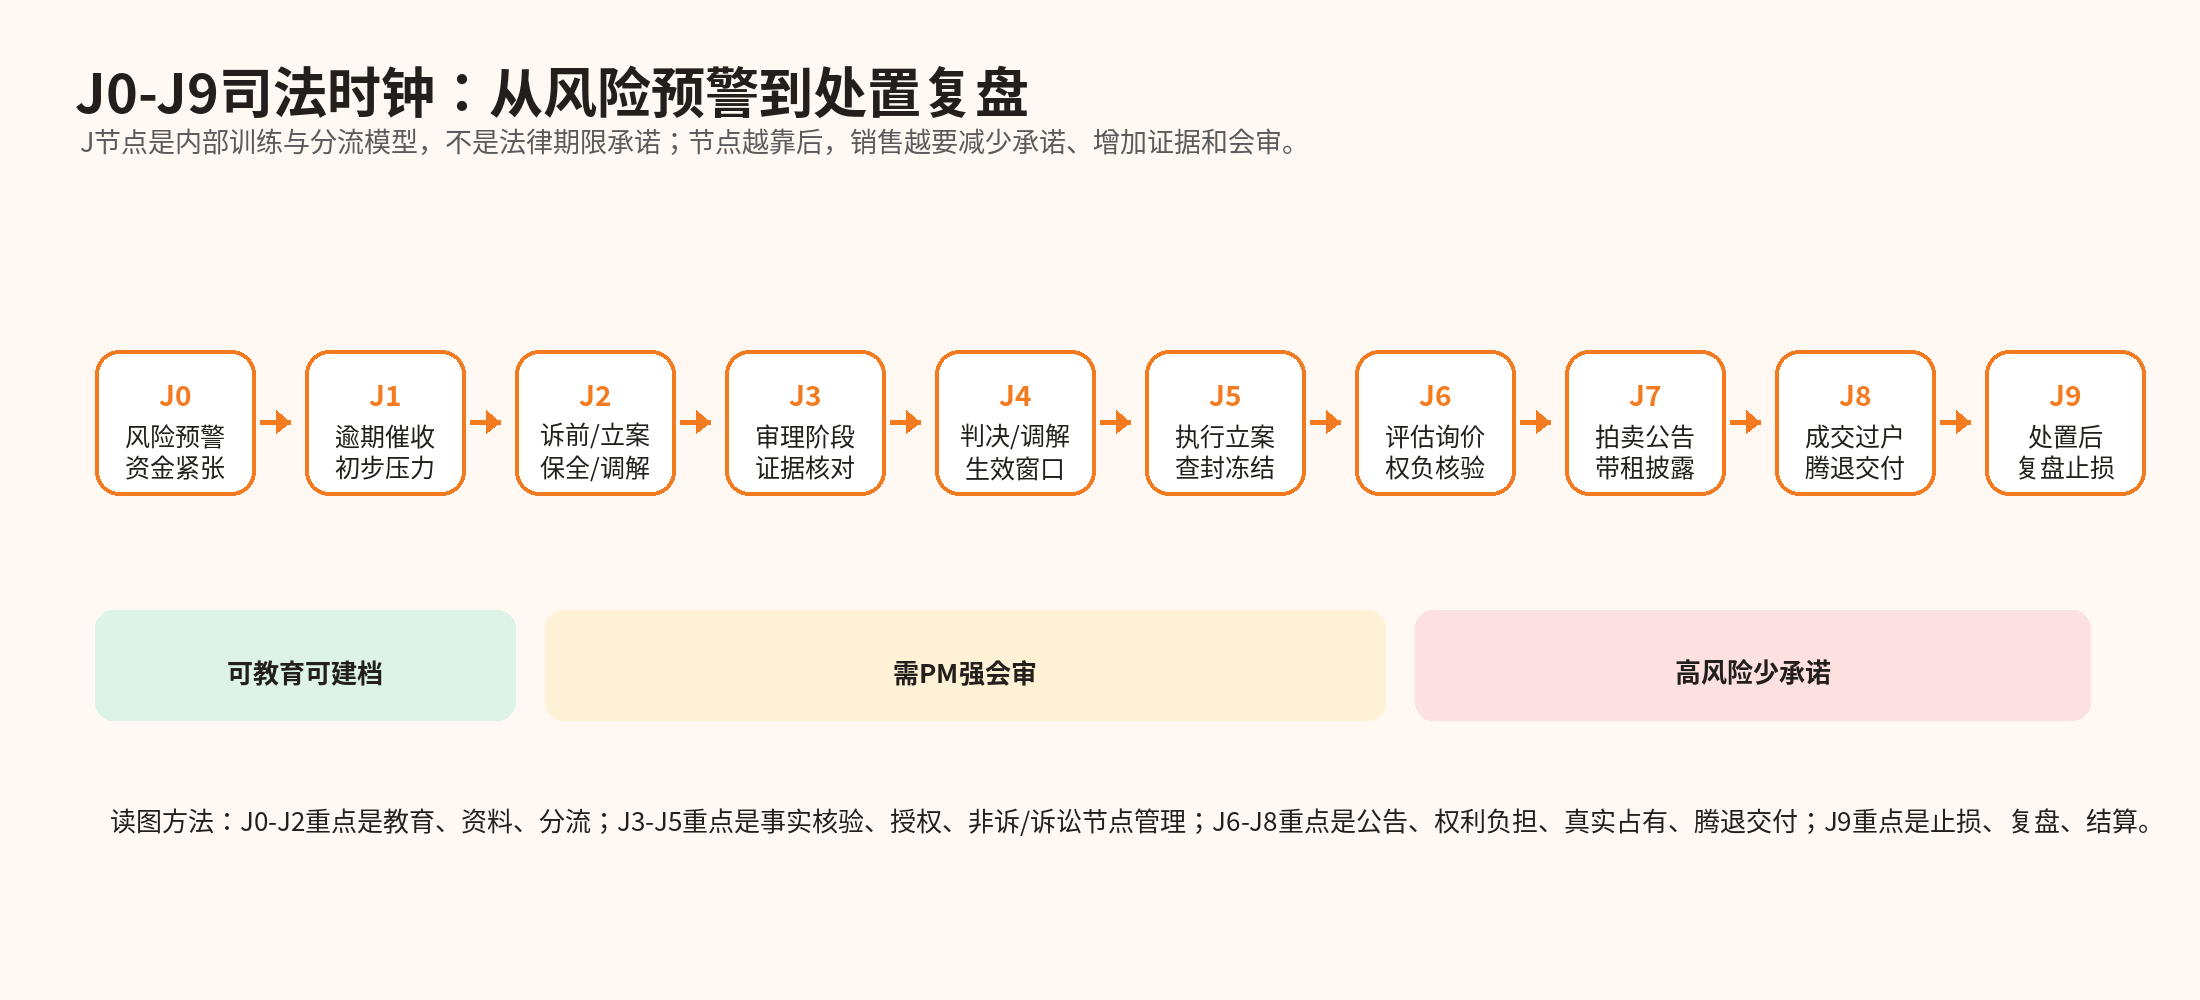 J0-J9司法时钟：从风险预警到处置复盘
J节点是内部训练与分流模型，不是法律期限承诺；节点越靠后，销售越要减少承诺、增加证据和会审。
J0
风险预警
资金紧张
J1
逾期催收
初步压力
J2
诉前/立案
保全/调解
J3
审理阶段
证据核对
J4
判决/调解
生效窗口
J5
执行立案
查封冻结
J6
评估询价
权负核验
J7
拍卖公告
带租披露
J8
成交过户
腾退交付
J9
处置后
复盘止损
可教育可建档
需PM强会审
高风险少承诺
读图方法：J0-J2重点是教育、资料、分流；J3-J5重点是事实核验、授权、非诉/诉讼节点管理；J6-J8重点是公告、权利负担、真实占有、腾退交付；J9重点是止损、复盘、结算。